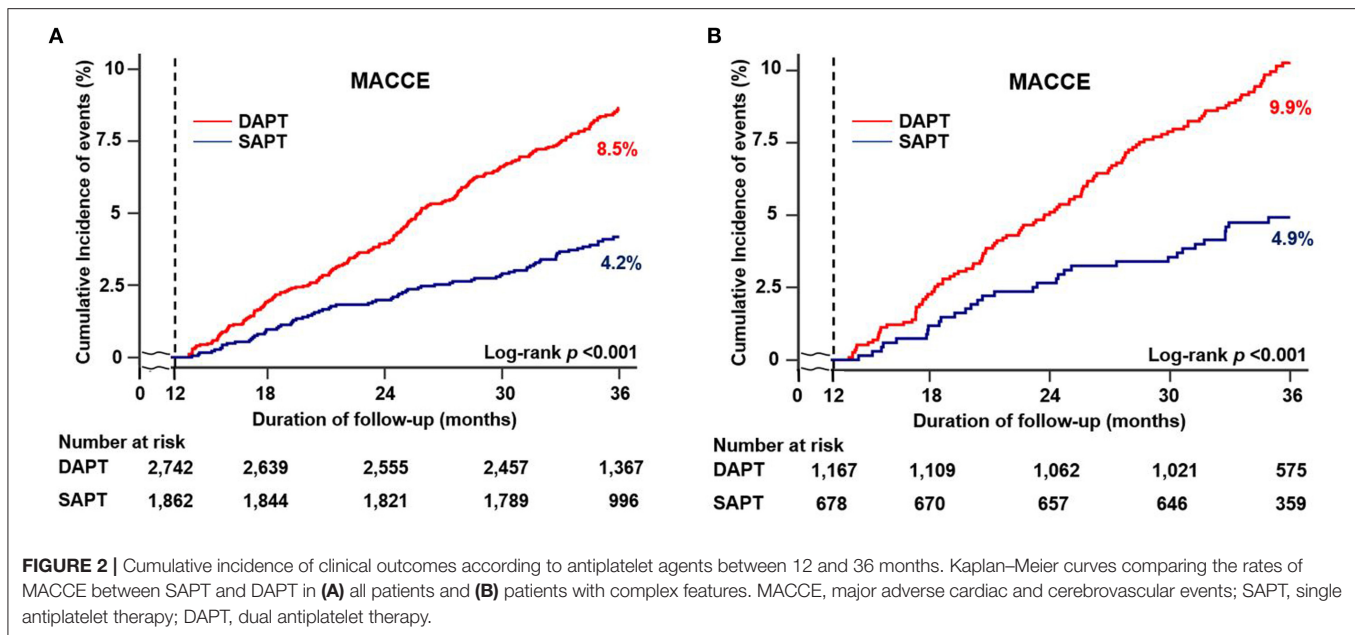 A
Cumulative Incidence of events (%)
MACCE
10
7.5
5
2.5
0
DAPT
SAPT
8.5%
4.2%
Log-rank p <0.001
0 12 18 24 30 36
Duration of follow-up (months)
Number at risk
DAPT 2,742 2,639 2,555 2,457 1,367
SAPT 1,862 1,844 1,821 1,789 996
B
Cumulative Incidence of events (%)
MACCE
10
7.5
5
2.5
0
DAPT
SAPT
9.9%
4.9%
Log-rank p <0.001
0 12 18 24 30 36
Duration of follow-up (months)
Number at risk
DAPT 1,167 1,109 1,062 1,021 575
SAPT 678 670 657 646 359
FIGURE 2 | Cumulative incidence of clinical outcomes according to antiplatelet agents between 12 and 36 months. Kaplan–Meier curves comparing the rates of
MACCE between SAPT and DAPT in (A) all patients and (B) patients with complex features. MACCE, major adverse cardiac and cerebrovascular events; SAPT, single
antiplatelet therapy; DAPT, dual antiplatelet therapy.